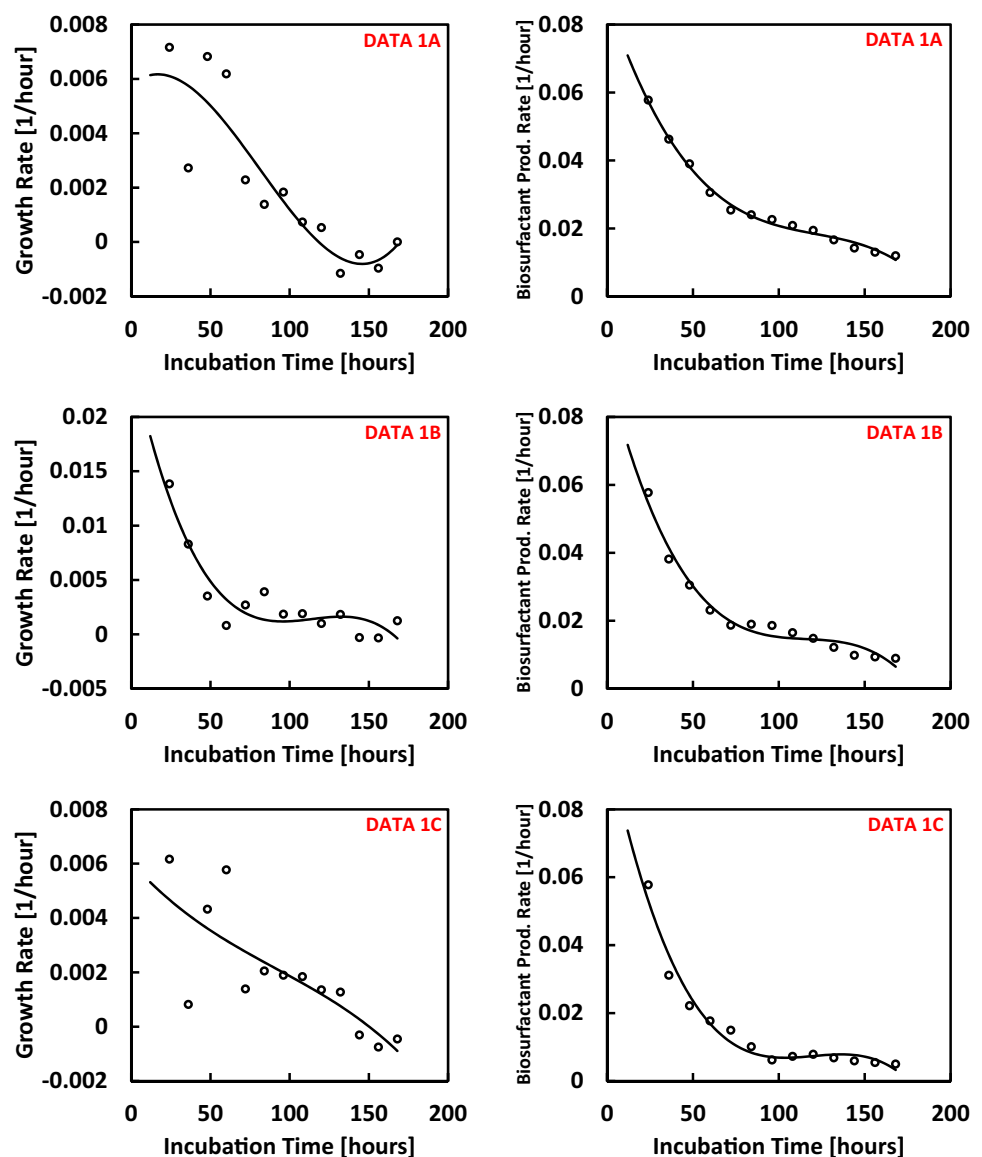 Growth Rate [1/hour]
0.008
0.006
0.004
0.002
0
-0.002
DATA 1A
0 50 100 150 200
Incubation Time [hours]
Biosurfactant Prod. Rate [1/hour]
0.08
0.06
0.04
0.02
0
DATA 1A
0 50 100 150 200
Incubation Time [hours]
Growth Rate [1/hour]
0.02
0.015
0.01
0.005
0
-0.005
DATA 1B
0 50 100 150 200
Incubation Time [hours]
Biosurfactant Prod. Rate [1/hour]
0.08
0.06
0.04
0.02
0
DATA 1B
0 50 100 150 200
Incubation Time [hours]
Growth Rate [1/hour]
0.008
0.006
0.004
0.002
0
-0.002
DATA 1C
0 50 100 150 200
Incubation Time [hours]
Biosurfactant Prod. Rate [1/hour]
0.08
0.06
0.04
0.02
0
DATA 1C
0 50 100 150 200
Incubation Time [hours]